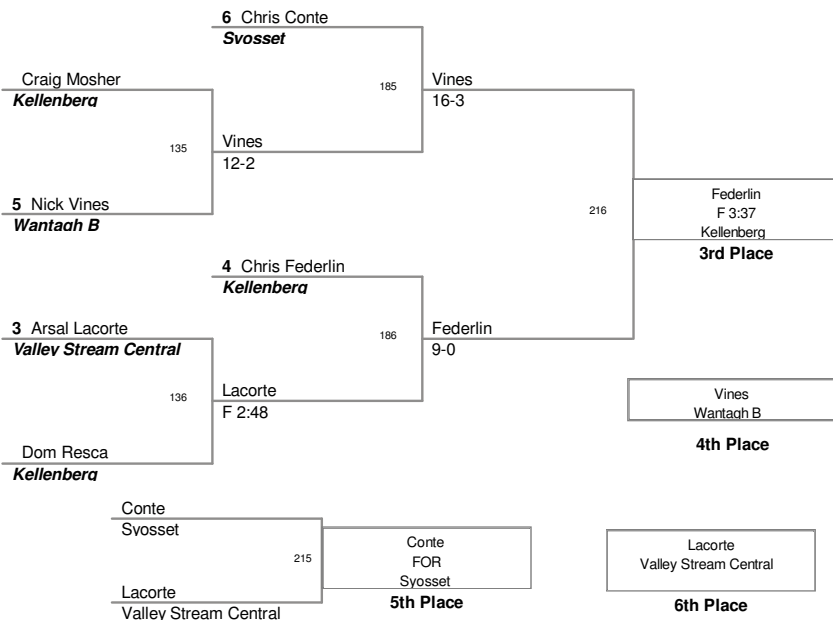 6 Chris Conte
Syosset
Craig Mosher
Kellenberg
185
Vines
16-3
135
Vines
12-2
5 Nick Vines
Wantagh B
216
Federlin
F 3:37
Kellenberg
3rd Place
4 Chris Federlin
Kellenberg
3 Arsal Lacorte
Valley Stream Central
186
Federlin
9-0
136
Lacorte
F 2:48
Vines
Wantagh B
4th Place
Dom Resca
Kellenberg
Conte
Syosset
215
Conte
FOR
Syosset
5th Place
Lacorte
Valley Stream Central
Lacorte
Valley Stream Central
6th Place